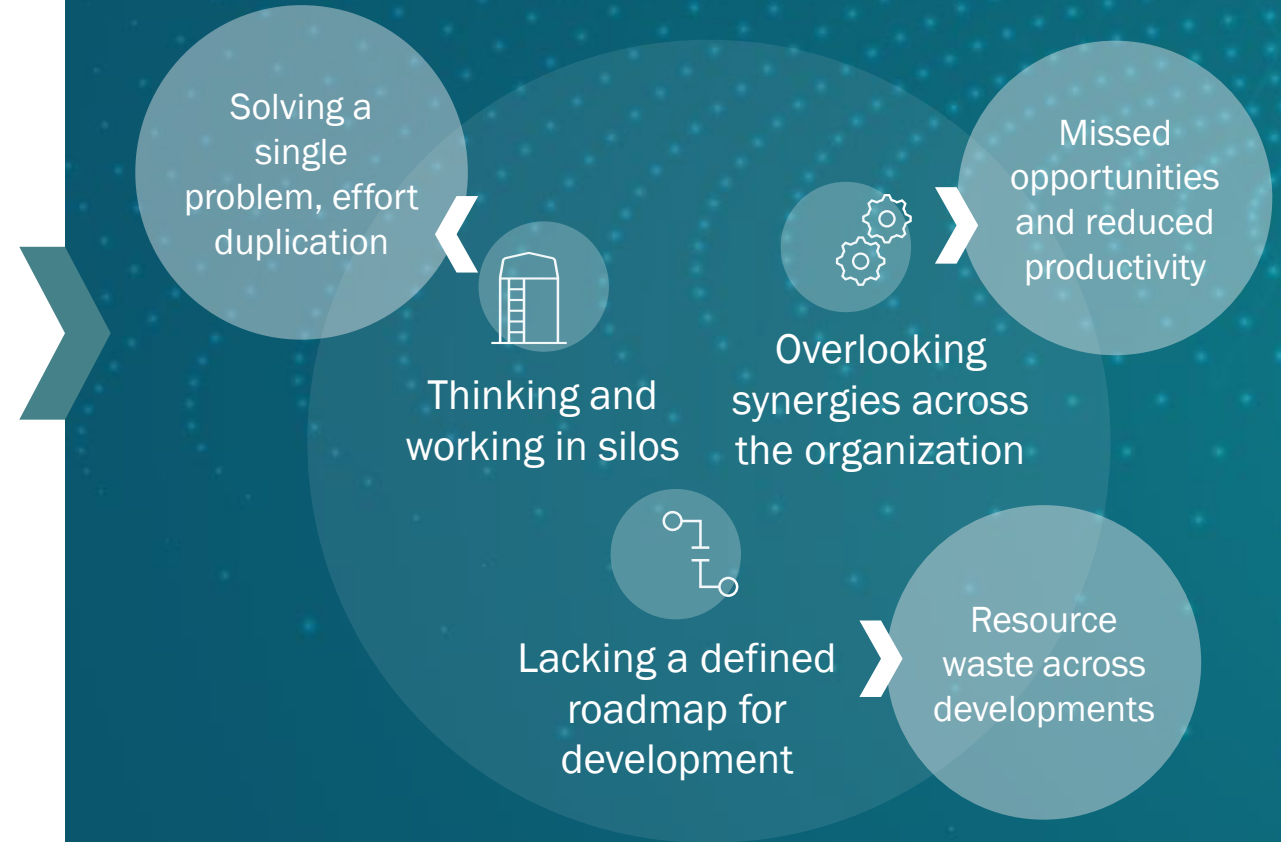 Solving a
single
problem, effort
duplication
Missed
opportunities
and reduced
productivity
Thinking and
working in silos
Overlooking
synergies across
the organization
Lacking a defined
roadmap for
development
Resource
waste across
developments